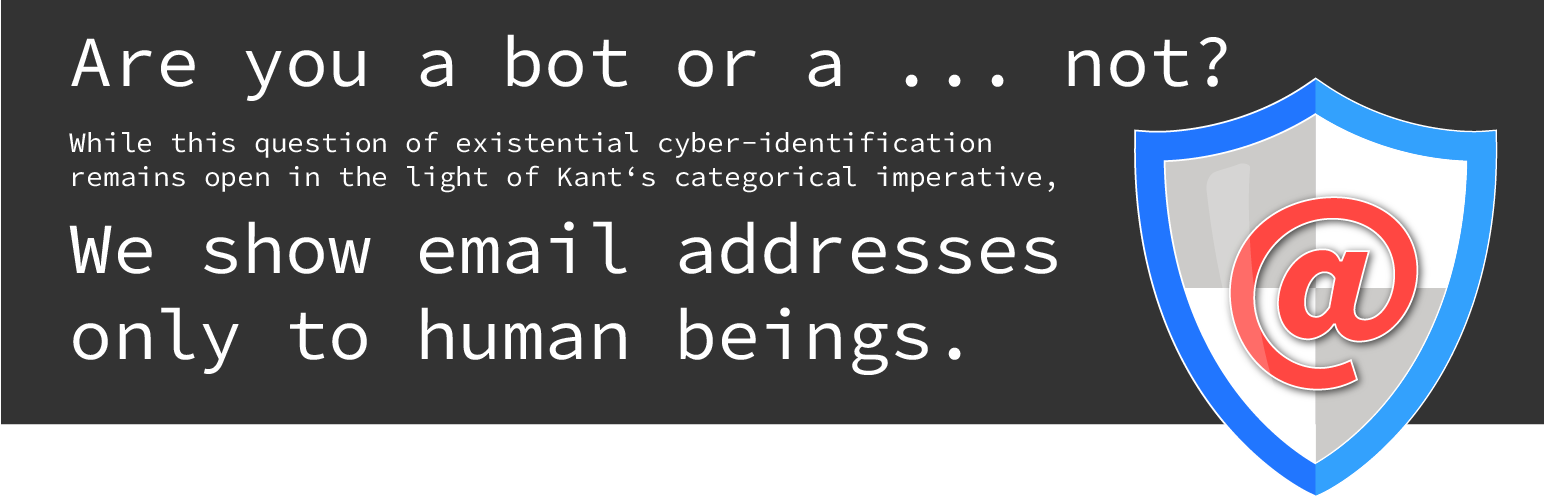 Are you a bot or a ... not?
While this question of existential cyber-identification
remains open in the light of Kant‘s categorical imperative,
We show email addresses
only to human beings.
@